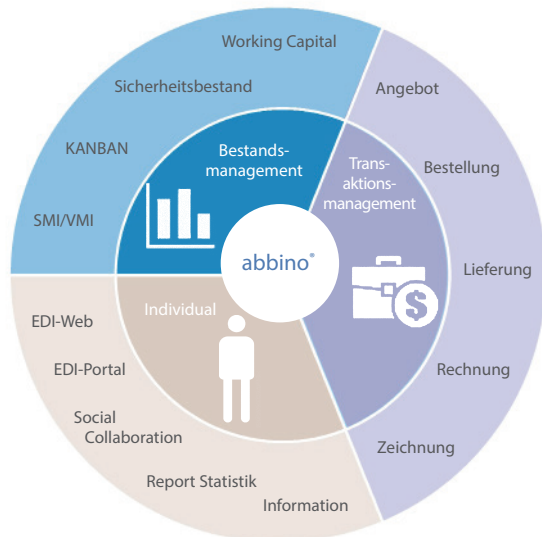 Working Capital
Sicherheitsbestand
KANBAN
SMI/VMI
Bestands-
management
Angebot
Bestellung
Lieferung
Rechnung
Zeichnung
Trans-
aktions-
management
$
abbino®
Individual
EDI-Web
EDI-Portal
Social
Collaboration
Report Statistik
Information